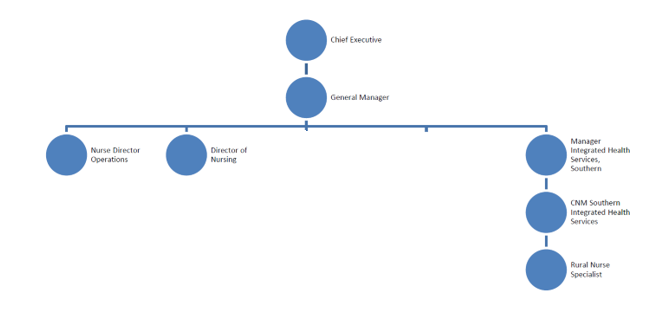 Chief Executive
General Manager
Nurse Director
Operations
Director of
Nursing
Manager
Integrated Health
Services,
Southern
CNM Southern
Integrated Health
Services
Rural Nurse
Specialist